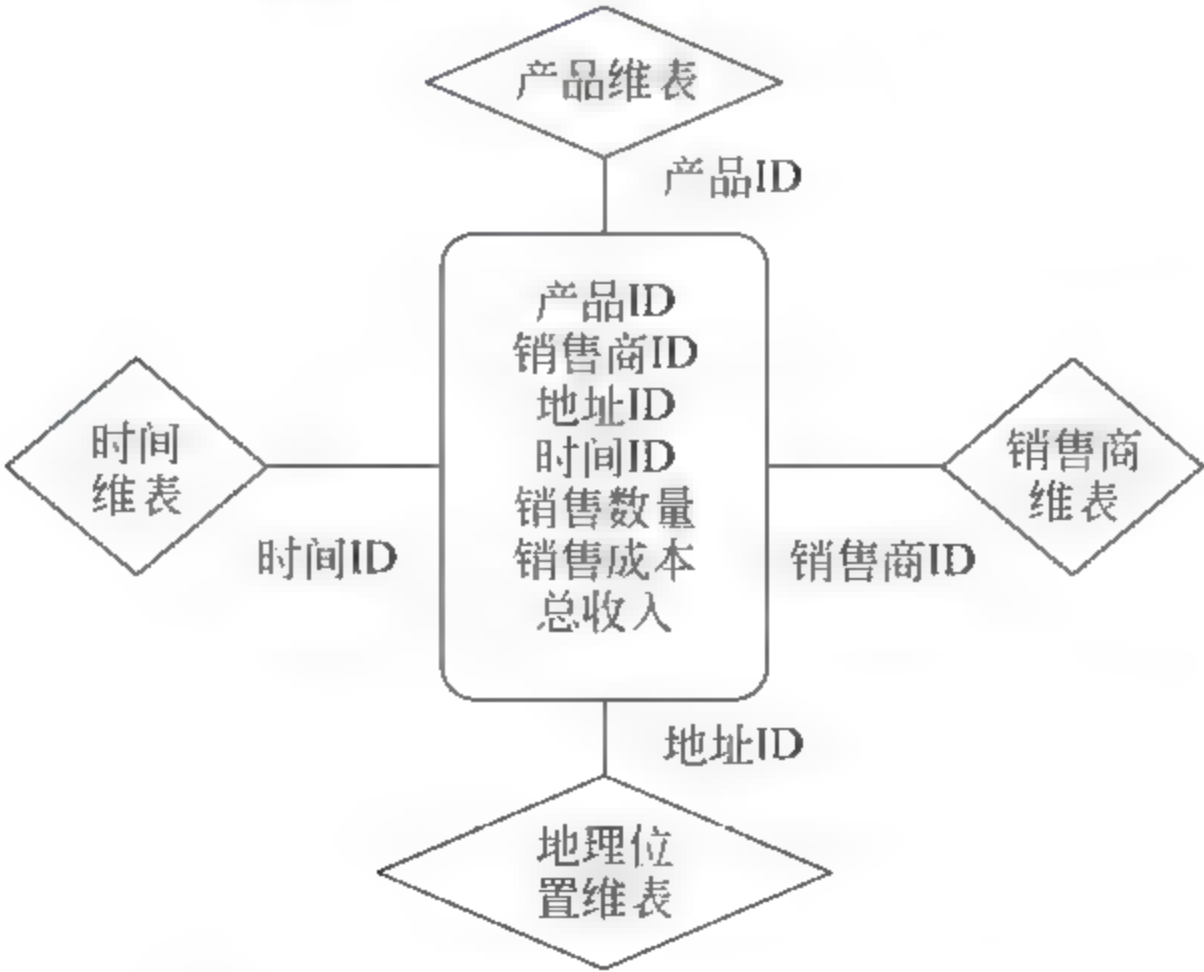 产品维表
产品ID
产品ID
销售商ID
地址ID
时间ID
销售数量
销售成本
总收入
时间
维表
时间ID
销售商
维表
销售商ID
地址ID
地理位
置维表